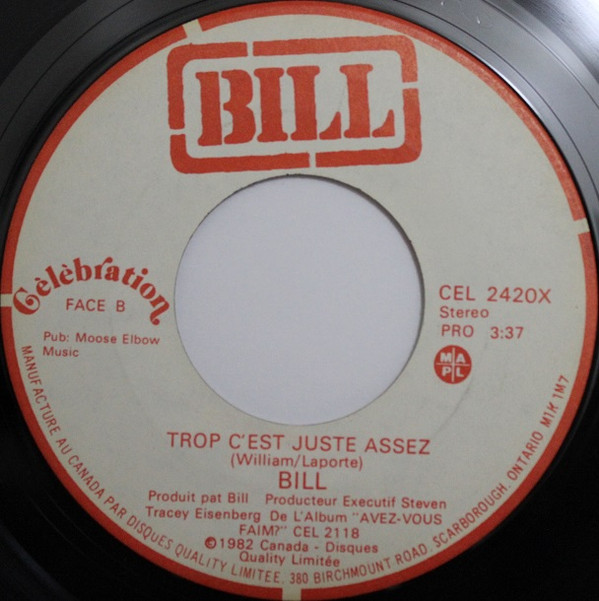 BILL
Cèlèbration
FACE B
Pub: Moose Elbow
Music
CEL 2420X
Stereo
PRO 3:37
M A
P L
TROP C'EST JUSTE ASSEZ
(William/Laporte)
BILL
Produit pat Bill Producteur Executif Steven
Tracey Eisenberg De L'Album "AVEZ-VOUS
FAIM?" CEL 2118
℗1982 Canada - Disques
Quality Limitée
MANUFACTURE AU CANADA PAR DISQUES QUALITY LIMITEE, 380 BIRCHMOUNT ROAD, SCARBOROUGH, ONTARIO M1K 1M7